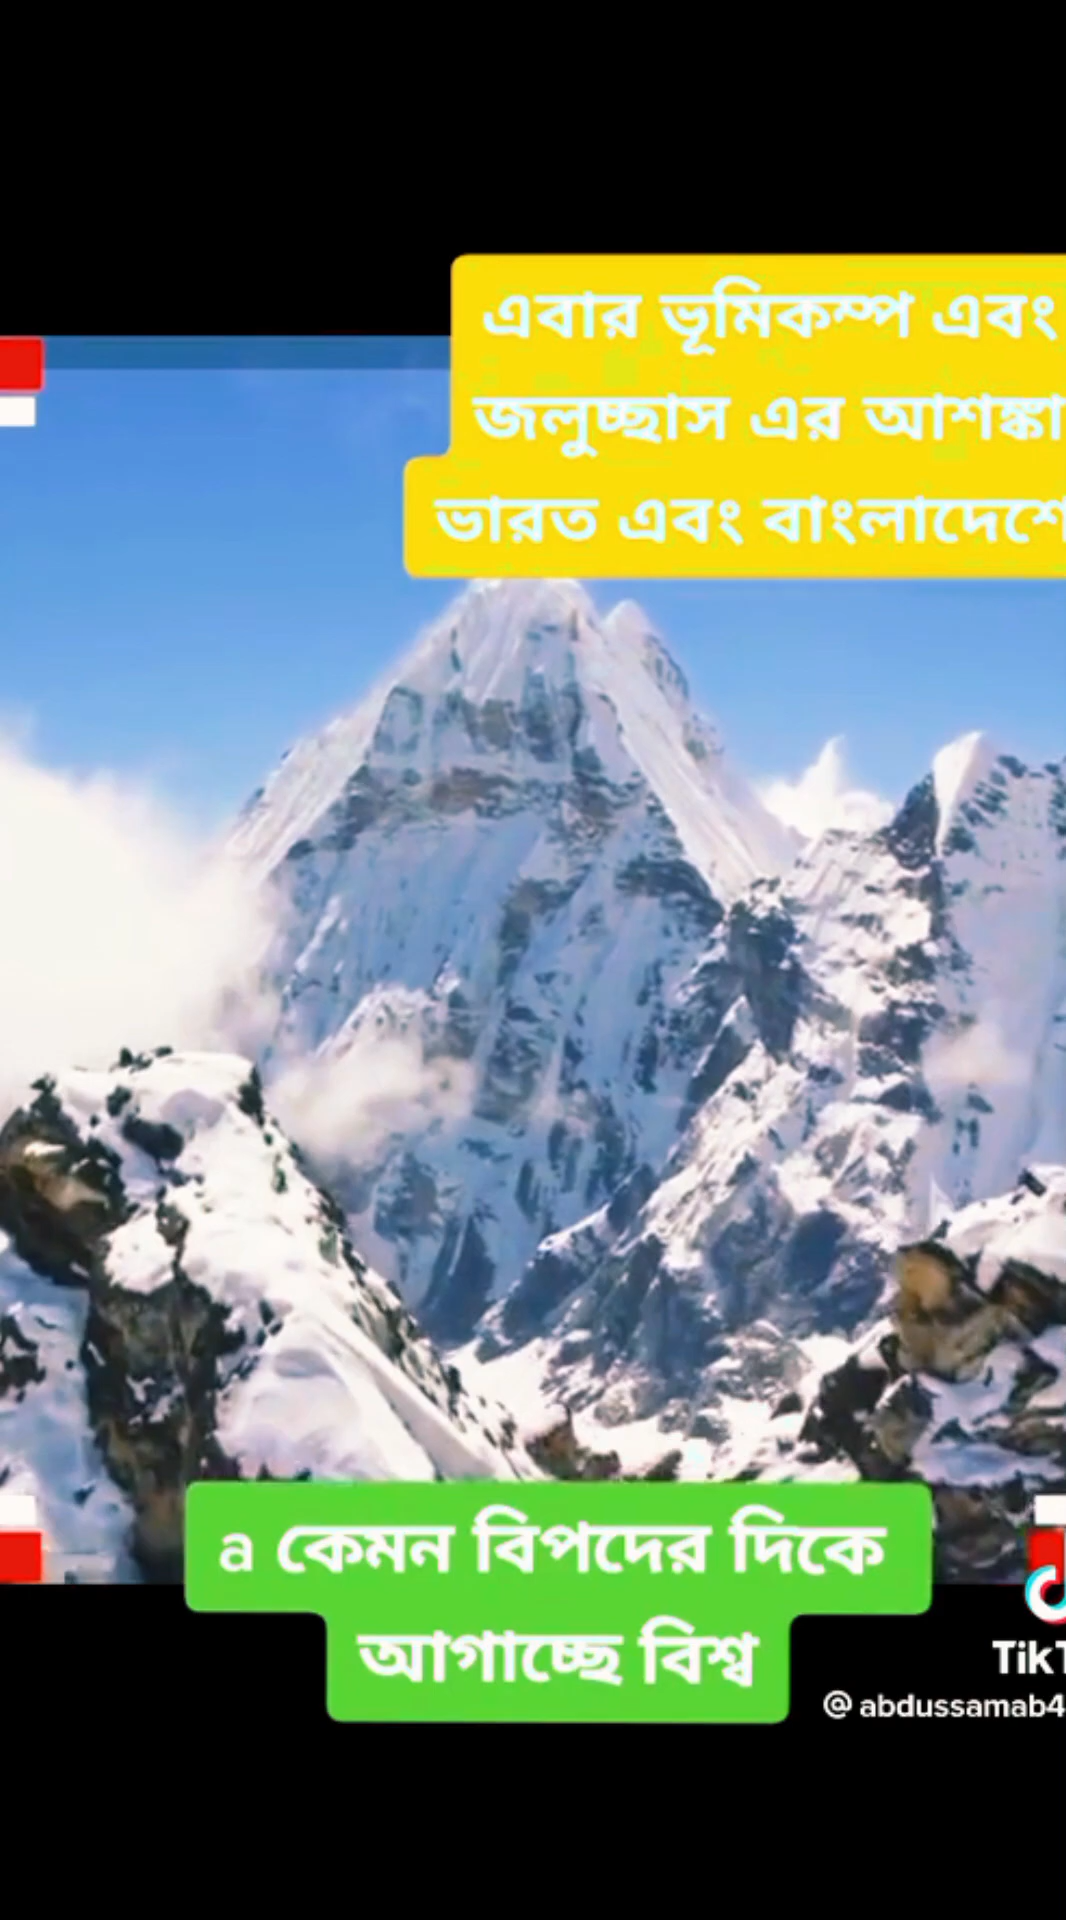 এবার ভূমিকম্প এবং
জলুচ্ছাস এর আশঙ্কা
ভারত এবং বাংলাদেশে
a কেমন বিপদের দিকে
আগাচ্ছে বিশ্ব
TikT
@abdussamab4